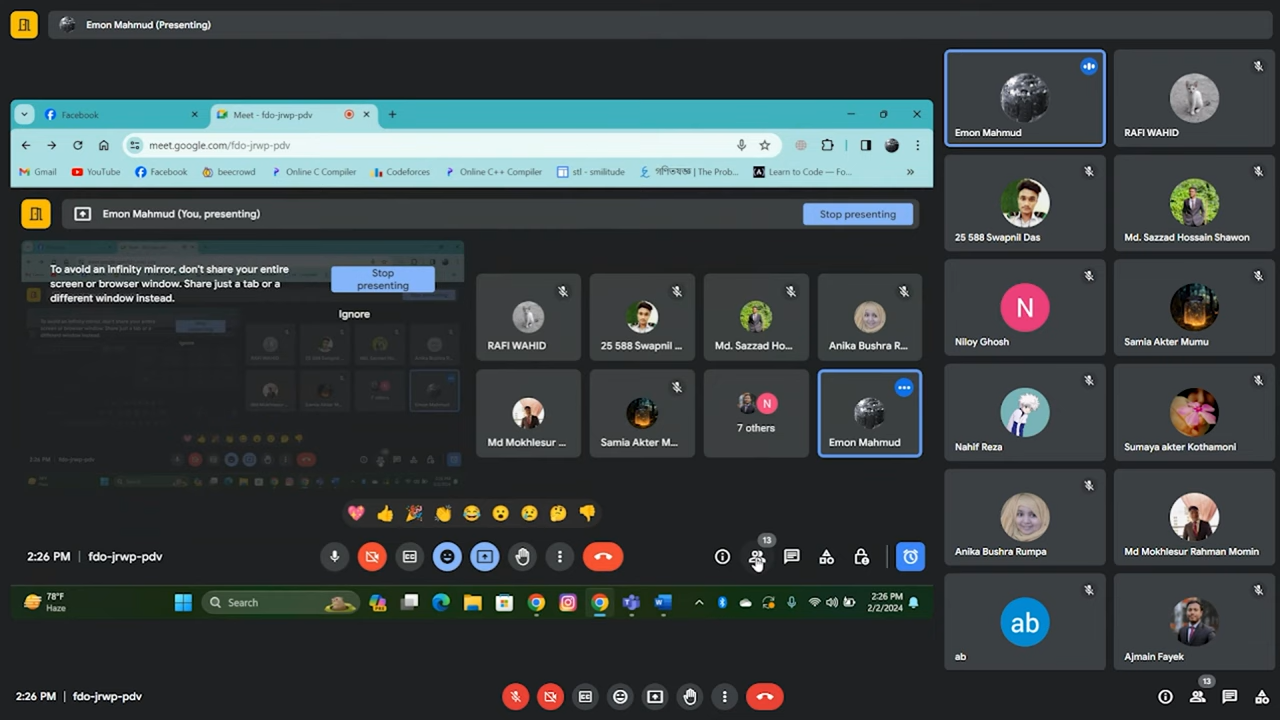 Emon Mahmud (Presenting)
Facebook
Meet - fdo-jrwp-pdv
meet.google.com/fdo-jrwp-pdv
Gmail
YouTube
Facebook
beecrowd
Online C Compiler
Codeforces
Online C++ Compiler
stl - smilitude
গণিতযজ্ঞ | The Prob...
Learn to Code — Fo...
Emon Mahmud (You, presenting)
Stop presenting
To avoid an infinity mirror, don't share your entire
screen or browser window. Share just a tab or a
different window instead.
Stop
presenting
Ignore
RAFI WAHID
25 588 Swapnil ...
Md. Sazzad Ho...
Anika Bushra R...
Md Mokhlesur ...
Samia Akter M...
N
7 others
Emon Mahmud
2:26 PM | fdo-jrwp-pdv
13
78°F
Haze
Search
2:26 PM
2/2/2024
Emon Mahmud
RAFI WAHID
25 588 Swapnil Das
Md. Sazzad Hossain Shawon
N
Niloy Ghosh
Samia Akter Mumu
Nahif Reza
Sumaya akter Kothamoni
Anika Bushra Rumpa
Md Mokhlesur Rahman Momin
ab
ab
Ajmain Fayek
2:26 PM | fdo-jrwp-pdv
13